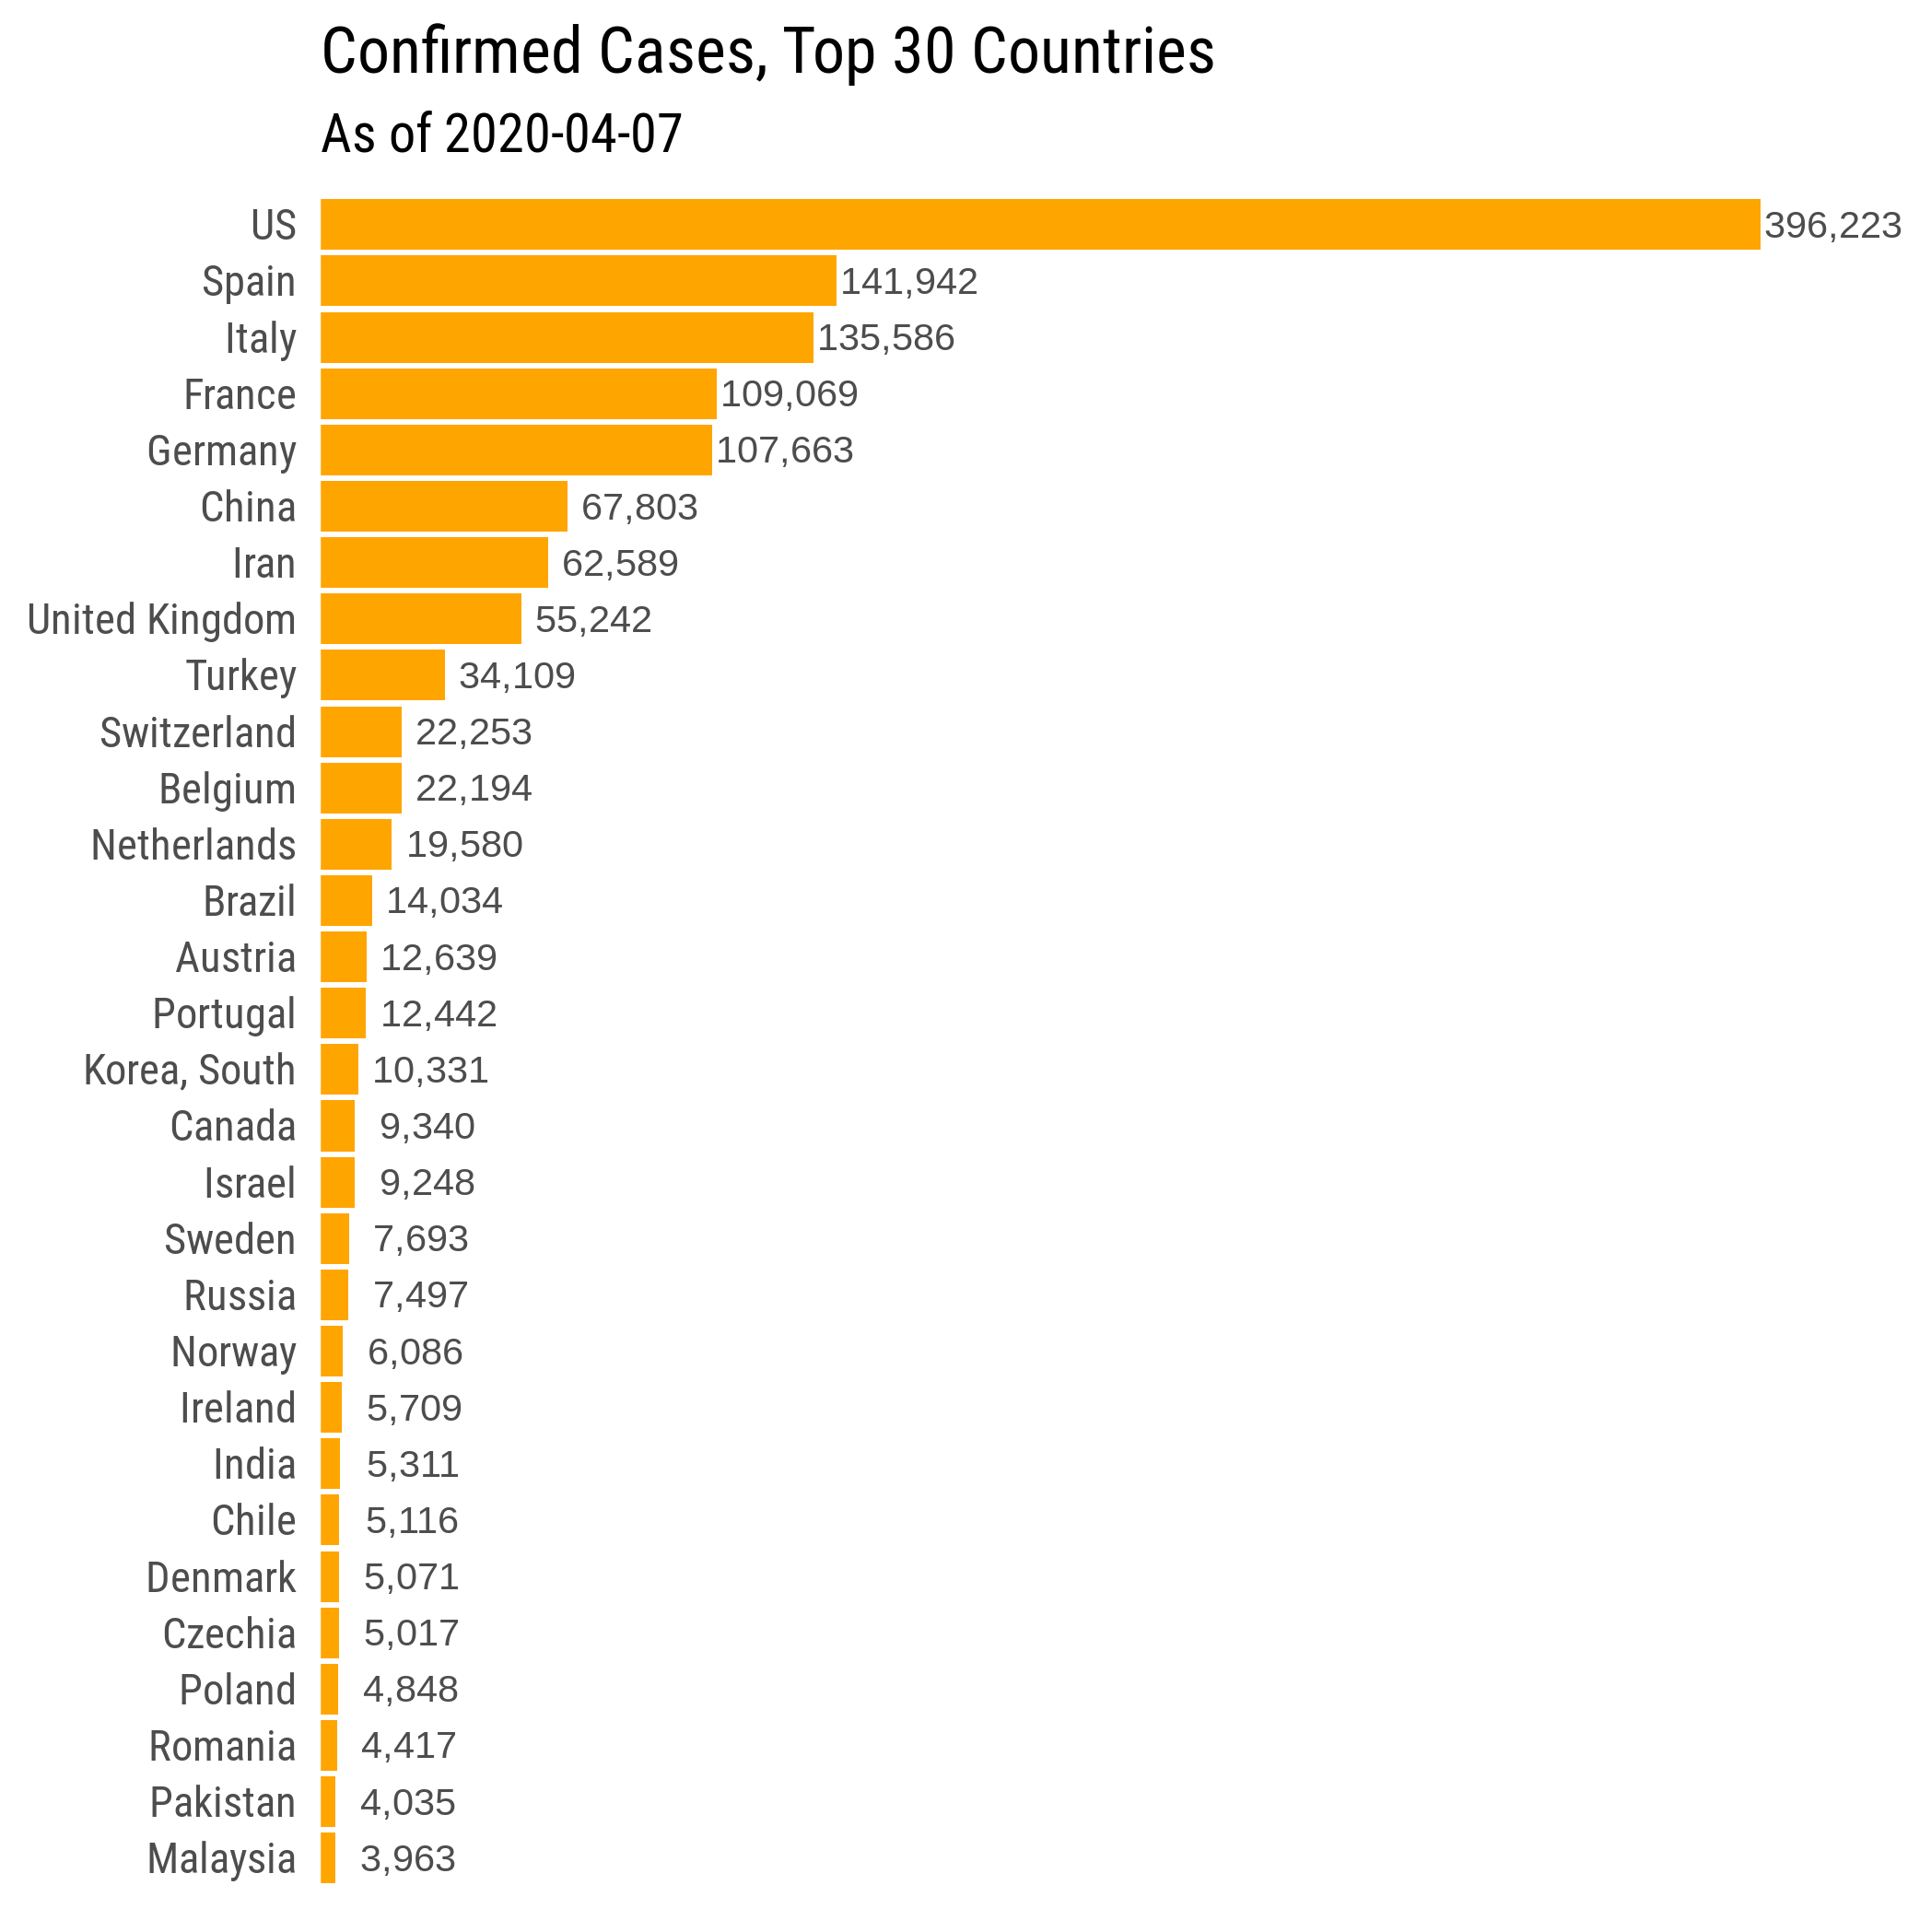 Confirmed Cases, Top 30 Countries
As of 2020-04-07
US 396,223
Spain 141,942
Italy 135,586
France 109,069
Germany 107,663
China 67,803
Iran 62,589
United Kingdom 55,242
Turkey 34,109
Switzerland 22,253
Belgium 22,194
Netherlands 19,580
Brazil 14,034
Austria 12,639
Portugal 12,442
Korea, South 10,331
Canada 9,340
Israel 9,248
Sweden 7,693
Russia 7,497
Norway 6,086
Ireland 5,709
India 5,311
Chile 5,116
Denmark 5,071
Czechia 5,017
Poland 4,848
Romania 4,417
Pakistan 4,035
Malaysia 3,963